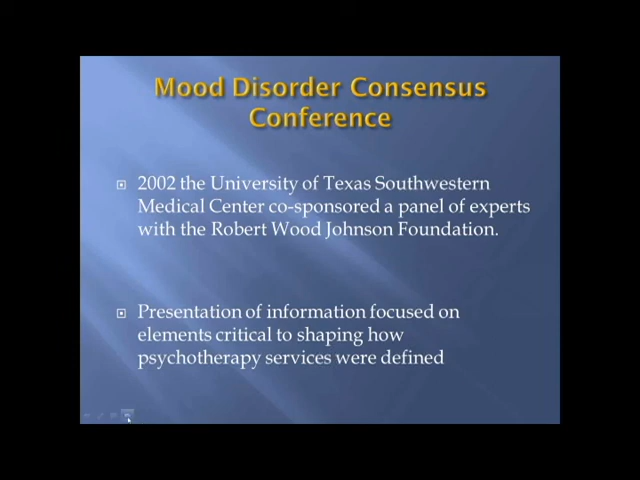 Mood Disorder Consensus
Conference
2002 the University of Texas Southwestern
Medical Center co-sponsored a panel of experts
with the Robert Wood Johnson Foundation.
Presentation of information focused on
elements critical to shaping how
psychotherapy services were defined